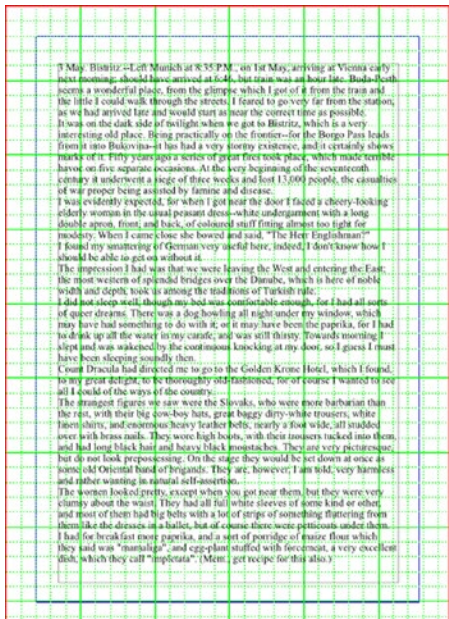 3 May. Bistritz.--Left Munich at 8:35 P.M., on 1st May, arriving at Vienna early
next morning; should have arrived at 6:46, but train was an hour late. Buda-Pesth
seems a wonderful place, from the glimpse which I got of it from the train and
the little I could walk through the streets. I feared to go very far from the station,
as we had arrived late and would start as near the correct time as possible.
It was on the dark side of twilight when we got to Bistritz, which is a very
interesting old place. Being practically on the frontier--for the Borgo Pass leads
from it into Bukovina--it has had a very stormy existence, and it certainly shows
marks of it. Fifty years ago a series of great fires took place, which made terrible
havoc on five separate occasions. At the very beginning of the seventeenth
century it underwent a siege of three weeks and lost 13,000 people, the casualties
of war proper being assisted by famine and disease.
I was evidently expected, for when I got near the door I faced a cheery-looking
elderly woman in the usual peasant dress--white undergarment with a long
double apron, front, and back, of coloured stuff fitting almost too tight for
modesty. When I came close she bowed and said, "The Herr Englishman?"
I found my smattering of German very useful here, indeed, I don't know how I
should be able to get on without it.
The impression I had was that we were leaving the West and entering the East;
the most western of splendid bridges over the Danube, which is here of noble
width and depth, took us among the traditions of Turkish rule.
I did not sleep well, though my bed was comfortable enough, for I had all sorts
of queer dreams. There was a dog howling all night under my window, which
may have had something to do with it; or it may have been the paprika, for I had
to drink up all the water in my carafe, and was still thirsty. Towards morning I
slept and was wakened by the continuous knocking at my door, so I guess I must
have been sleeping soundly then.
Count Dracula had directed me to go to the Golden Krone Hotel, which I found,
to my great delight, to be thoroughly old-fashioned, for of course I wanted to see
all I could of the ways of the country.
The strangest figures we saw were the Slovaks, who were more barbarian than
the rest, with their big cow-boy hats, great baggy dirty-white trousers, white
linen shirts, and enormous heavy leather belts, nearly a foot wide, all studded
over with brass nails. They wore high boots, with their trousers tucked into them,
and had long black hair and heavy black moustaches. They are very picturesque,
but do not look prepossessing. On the stage they would be set down at once as
some old Oriental band of brigands. They are, however, I am told, very harmless
and rather wanting in natural self-assertion.
The women looked pretty, except when you got near them, but they were very
clumsy about the waist. They had all full white sleeves of some kind or other,
and most of them had big belts with a lot of strips of something fluttering from
them like the dresses in a ballet, but of course there were petticoats under them.
I had for breakfast more paprika, and a sort of porridge of maize flour which
they said was "mamaliga", and egg-plant stuffed with forcemeat, a very excellent
dish, which they call "impletata". (Mem., get recipe for this also.)